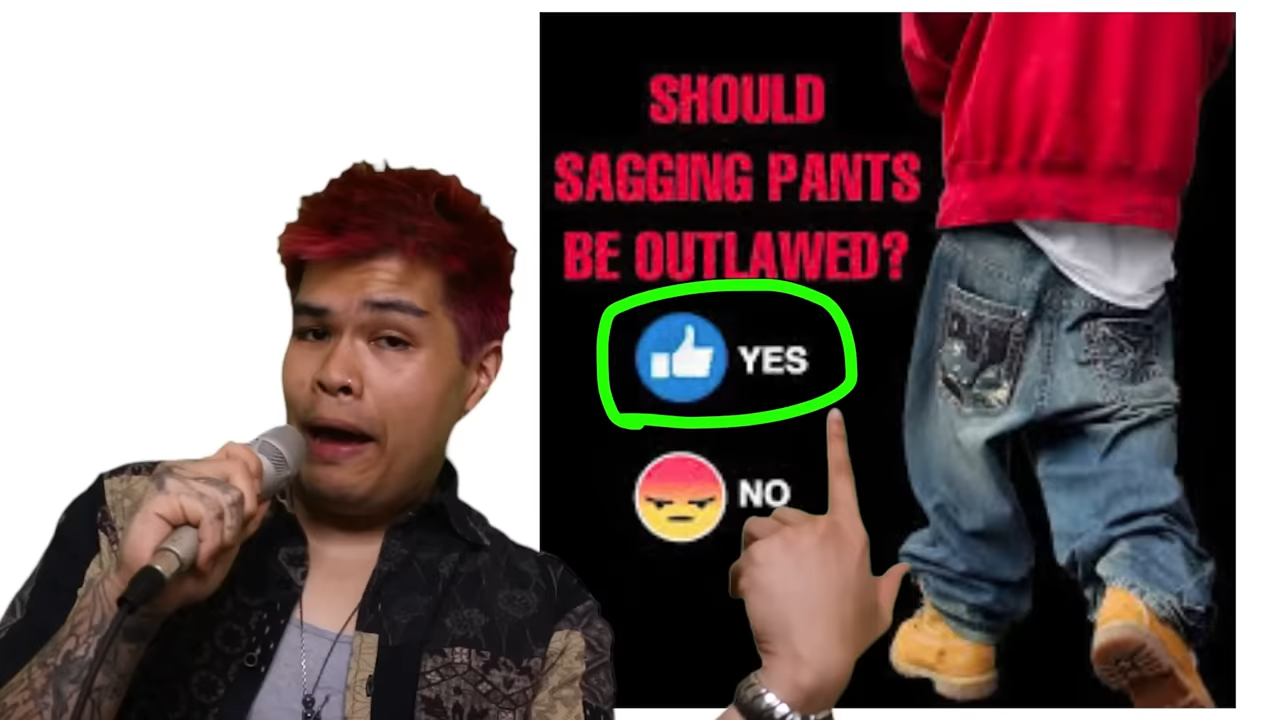 SHOULD
SAGGING PANTS
BE OUTLAWED?
YES
NO